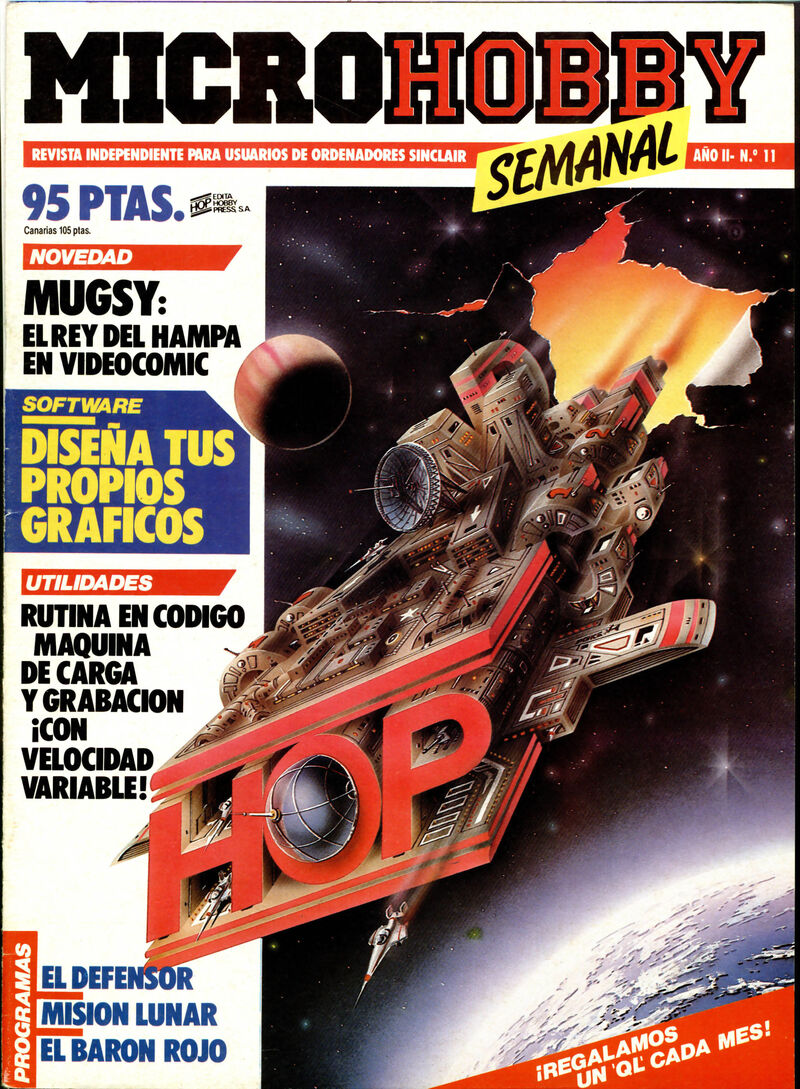 MICROHOBBY
SEMANAL
REVISTA INDEPENDIENTE PARA USUARIOS DE ORDENADORES SINCLAIR
AÑO II- N.º 11
95 PTAS.
Canarias 105 ptas.
HOP
EDITA
HOBBY
PRESS, S.A.
NOVEDAD
MUGSY:
EL REY DEL HAMPA
EN VIDEOCOMIC
SOFTWARE
DISEÑA TUS
PROPIOS
GRAFICOS
UTILIDADES
RUTINA EN CODIGO
MAQUINA
DE CARGA
Y GRABACION
¡CON
VELOCIDAD
VARIABLE!
HOP
PROGRAMAS
EL DEFENSOR
MISION LUNAR
EL BARON ROJO
¡REGALAMOS
UN 'QL' CADA MES!